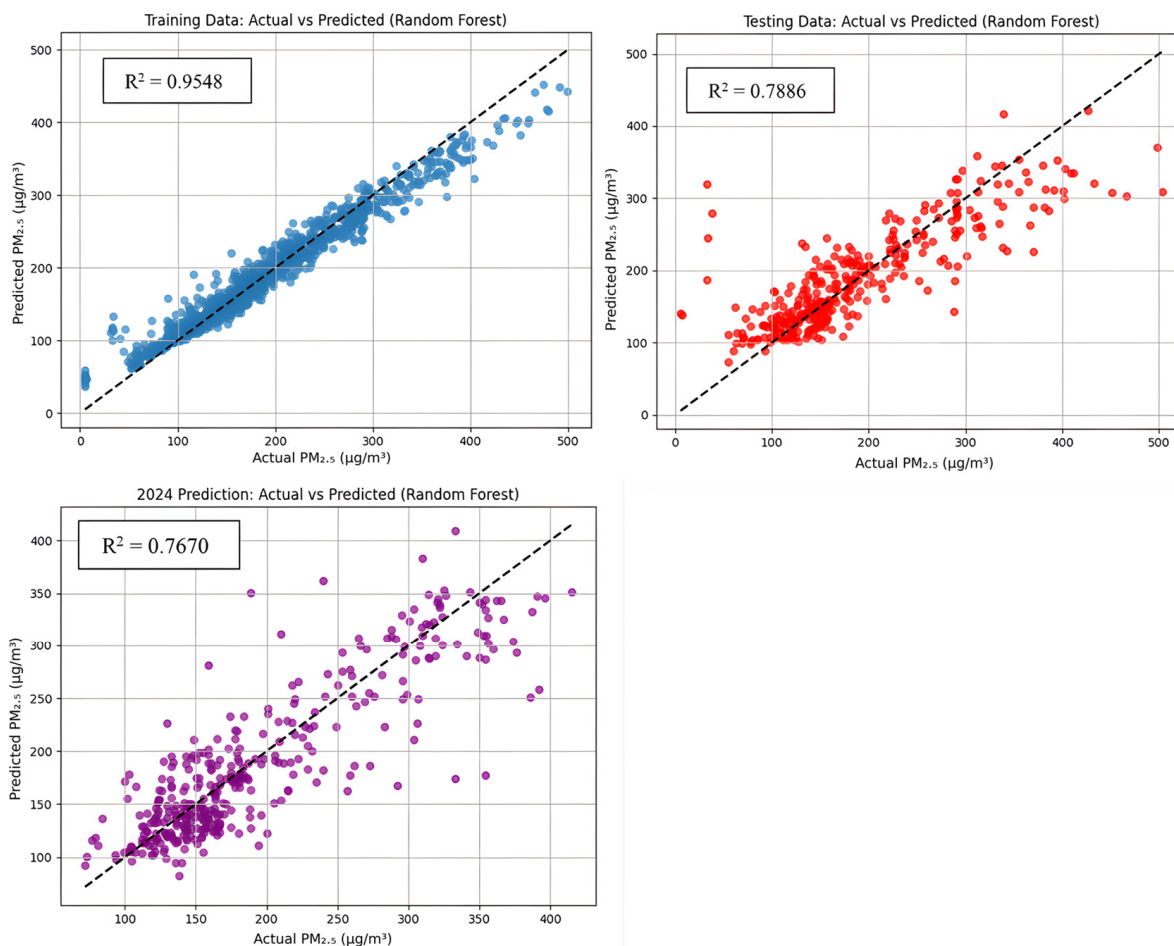 Training Data: Actual vs Predicted (Random Forest)
R² = 0.9548
Predicted PM₂.₅ (µg/m³)
500
400
300
200
100
0
0 100 200 300 400 500
Actual PM₂.₅ (µg/m³)
Testing Data: Actual vs Predicted (Random Forest)
R² = 0.7886
Predicted PM₂.₅ (µg/m³)
500
400
300
200
100
0
0 100 200 300 400 500
Actual PM₂.₅ (µg/m³)
2024 Prediction: Actual vs Predicted (Random Forest)
R² = 0.7670
Predicted PM₂.₅ (µg/m³)
400
350
300
250
200
150
100
100 150 200 250 300 350 400
Actual PM₂.₅ (µg/m³)